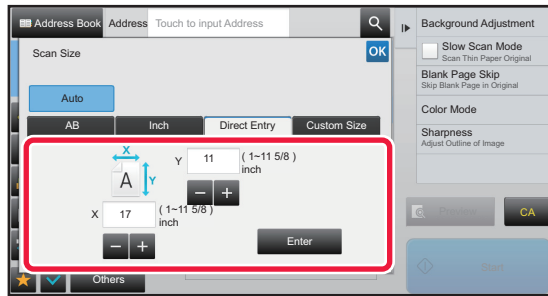 Address Book Address Touch to input Address
Scan Size OK
Auto
AB Inch Direct Entry Custom Size
X
A Y
Y 11 ( 1~11 5/8 )
inch
− +
X 17 ( 1~11 5/8 )
inch
− +
Enter
Others
Background Adjustment
Slow Scan Mode
Scan Thin Paper Original
Blank Page Skip
Skip Blank Page in Original
Color Mode
Sharpness
Adjust Outline of Image
Preview CA
Start